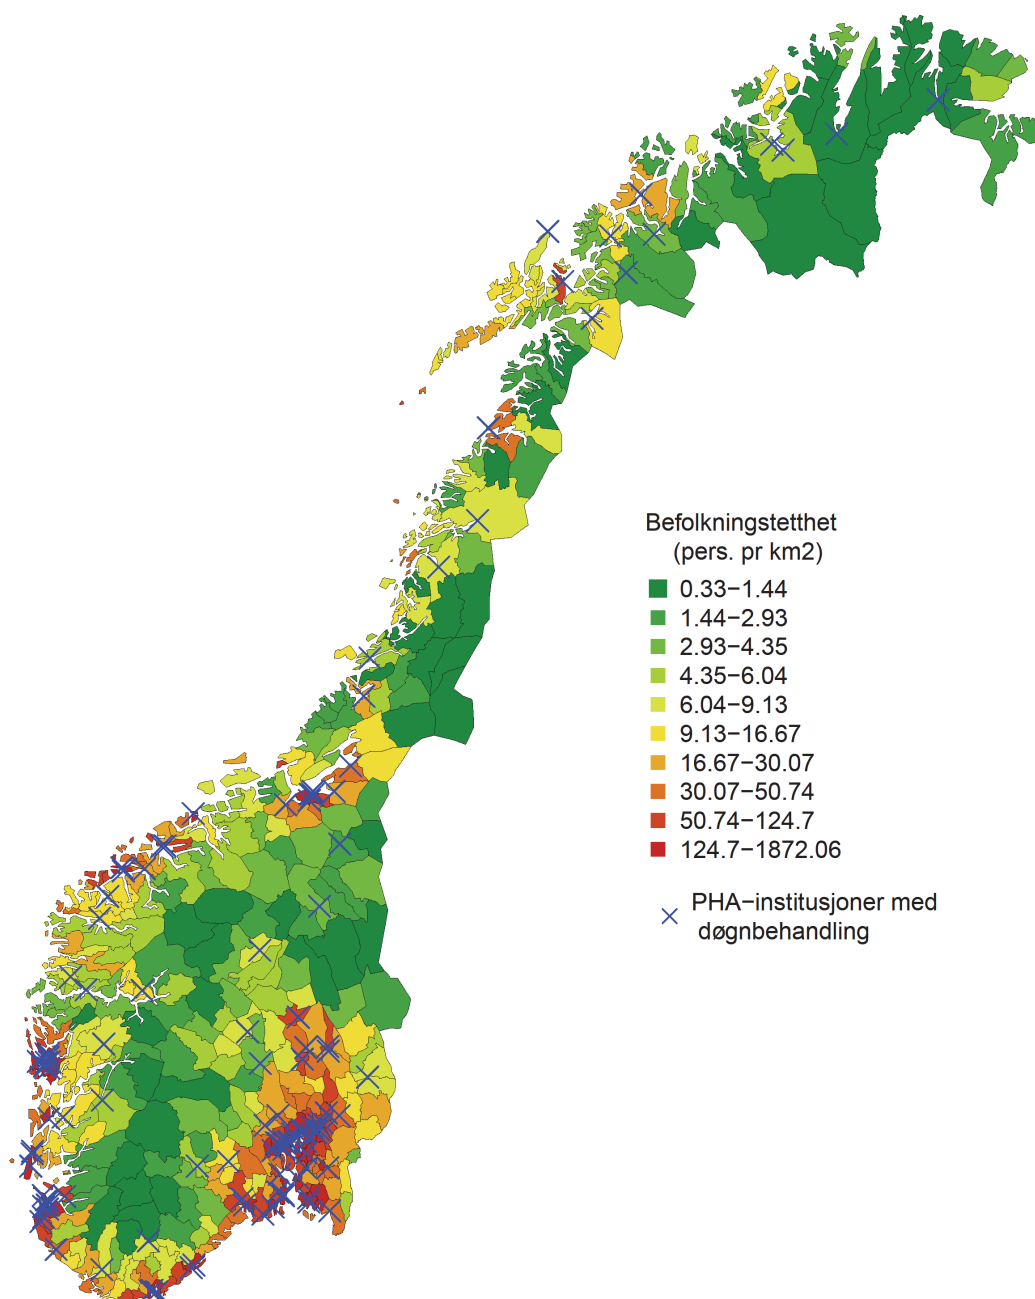 Befolkningstetthet
(pers. pr km2)
0.33−1.44
1.44−2.93
2.93−4.35
4.35−6.04
6.04−9.13
9.13−16.67
16.67−30.07
30.07−50.74
50.74−124.7
124.7−1872.06
PHA−institusjoner med
døgnbehandling